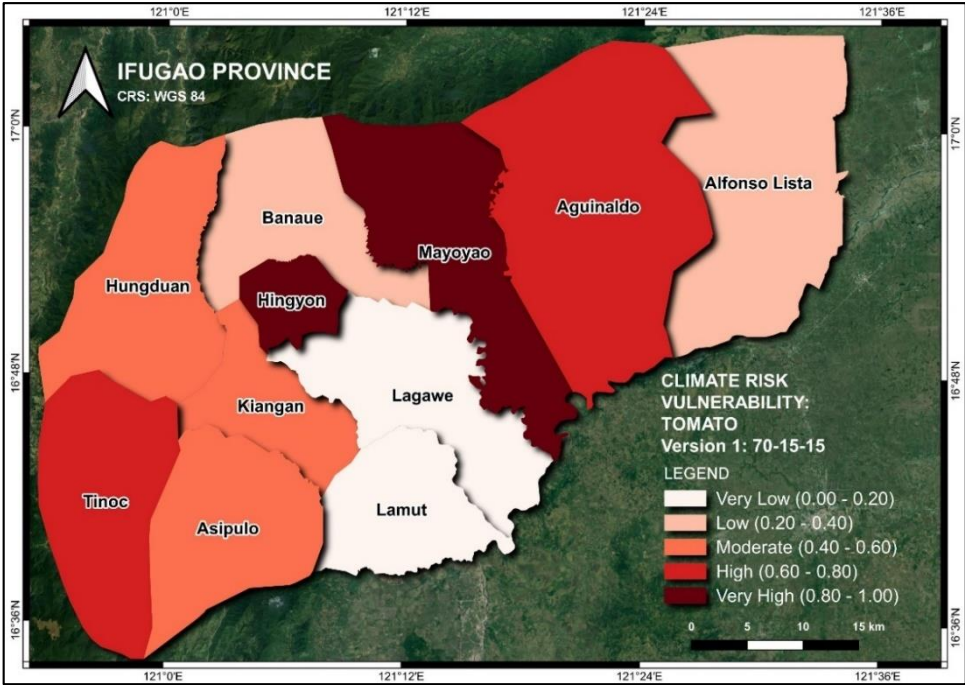 121°0'E 121°12'E 121°24'E 121°36'E
IFUGAO PROVINCE
CRS: WGS 84
17°0'N
17°0'N
Alfonso Lista
Aguinaldo
Banaue
Mayoyao
Hungduan
Hingyon
16°48'N
16°48'N
Lagawe
Kiangan
Tinoc
Lamut
Asipulo
CLIMATE RISK
VULNERABILITY:
TOMATO
Version 1: 70-15-15
LEGEND
Very Low (0.00 - 0.20)
Low (0.20 - 0.40)
Moderate (0.40 - 0.60)
High (0.60 - 0.80)
Very High (0.80 - 1.00)
0 5 10 15 km
16°36'N
16°36'N
121°0'E 121°12'E 121°24'E 121°36'E